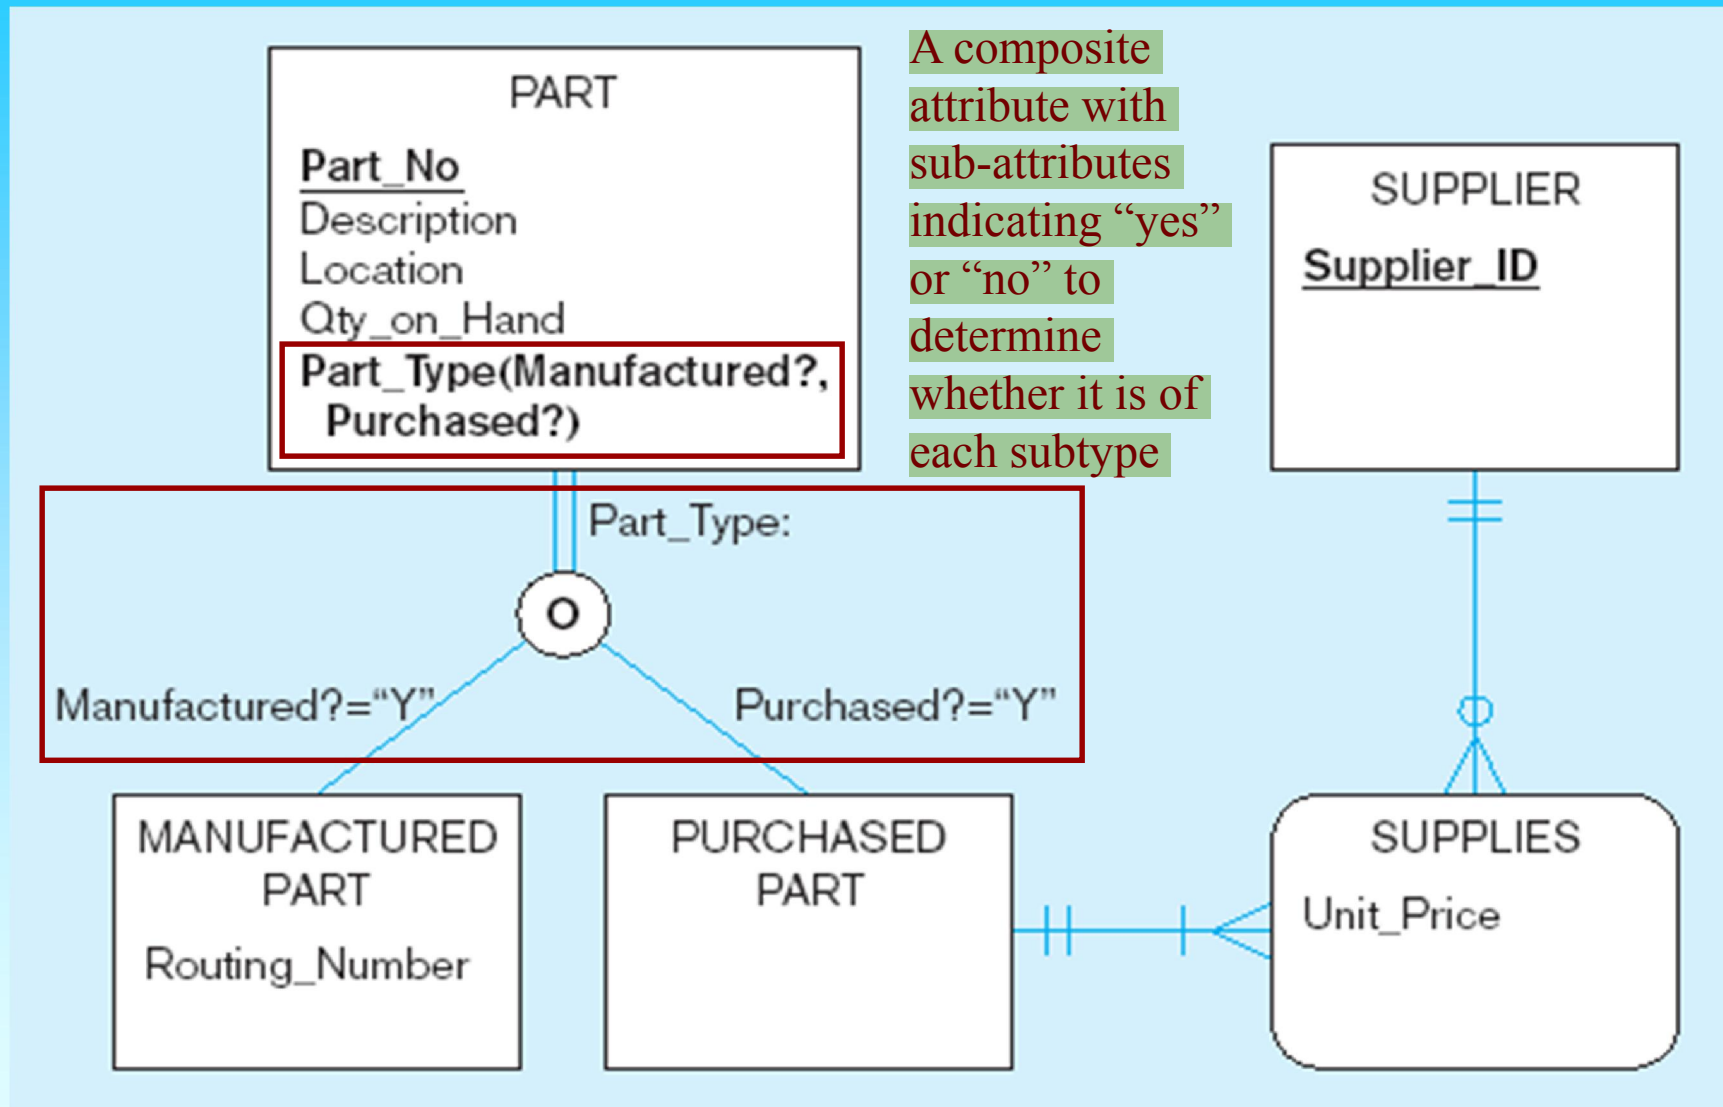 PART
Part_No
Description
Location
Qty_on_Hand
Part_Type(Manufactured?,
Purchased?)
A composite
attribute with
sub-attributes
indicating “yes”
or “no” to
determine
whether it is of
each subtype
SUPPLIER
Supplier_ID
Part_Type:
O
Manufactured?=“Y”
Purchased?=“Y”
MANUFACTURED
PART
Routing_Number
PURCHASED
PART
SUPPLIES
Unit_Price